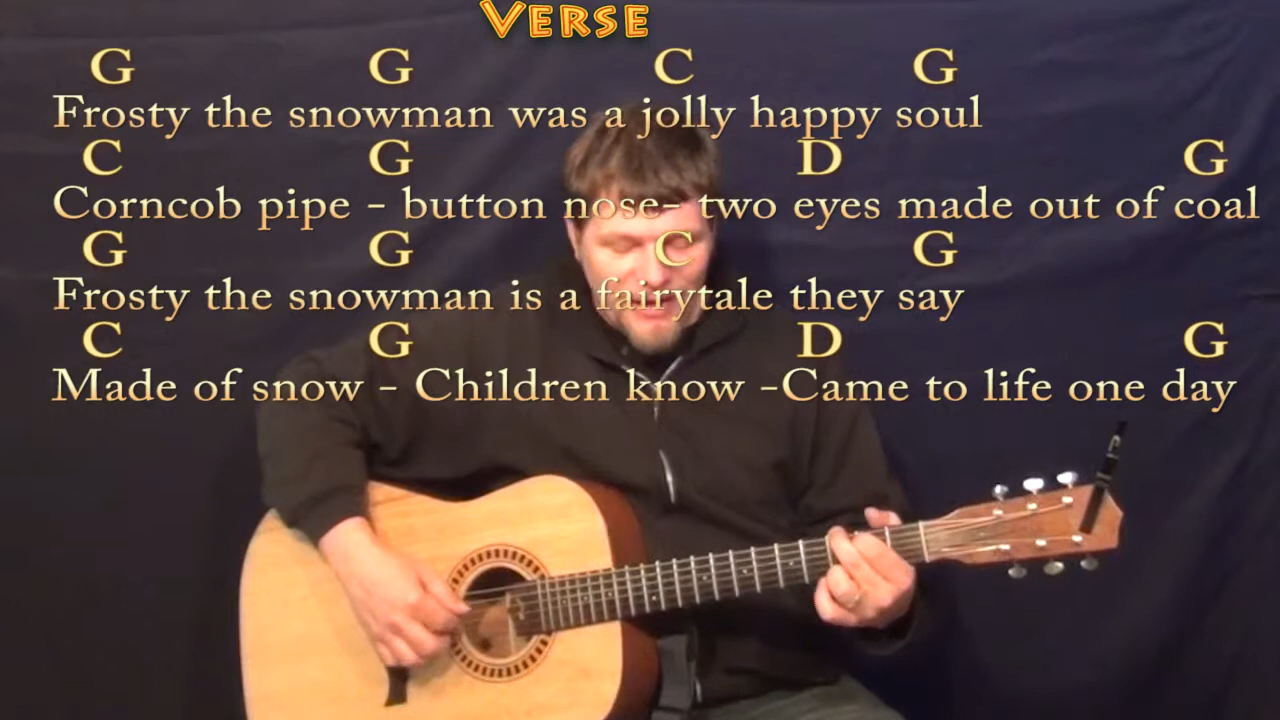 VERSE
G G C G
Frosty the snowman was a jolly happy soul
C G D G
Corncob pipe - button nose- two eyes made out of coal
G G C G
Frosty the snowman is a fairytale they say
C G D G
Made of snow - Children know -Came to life one day